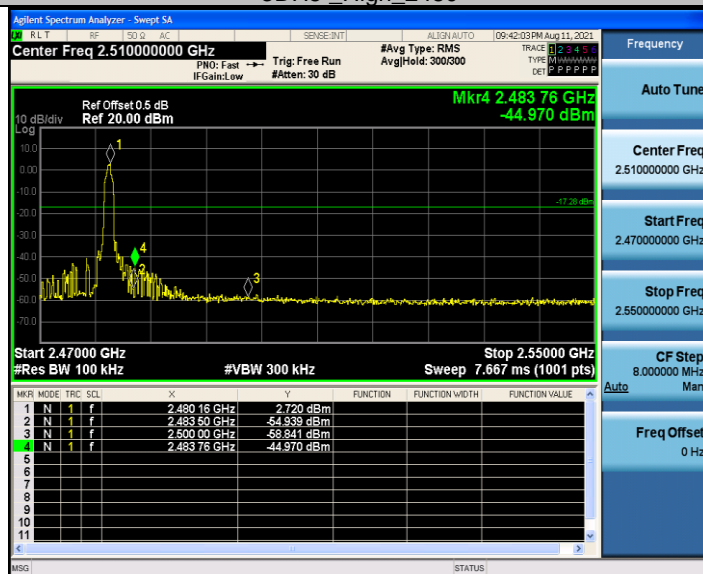 Agilent Spectrum Analyzer - Swept SA
R L T RF 50 Ω AC SENSE:INT ALIGN AUTO 09:42:03 PM Aug 11, 2021
Center Freq 2.510000000 GHz
PNO: Fast
IFGain:Low
Trig: Free Run
#Atten: 30 dB
#Avg Type: RMS
Avg|Hold: 300/300
TRACE 1 2 3 4 5 6
TYPE M
DET P P P P P P
Ref Offset 0.5 dB
10 dB/div Ref 20.00 dBm
Log
Mkr4 2.483 76 GHz
-44.970 dBm
10.0
0.00
-10.0
-20.0
-30.0
-40.0
-50.0
-60.0
-70.0
1
4
2
3
Start 2.47000 GHz Stop 2.55000 GHz
#Res BW 100 kHz #VBW 300 kHz Sweep 7.667 ms (1001 pts)
MKR MODE TRC SCL X Y FUNCTION FUNCTION WIDTH FUNCTION VALUE
1 N 1 f 2.480 16 GHz 2.720 dBm
2 N 1 f 2.483 50 GHz -54.939 dBm
3 N 1 f 2.500 00 GHz -58.841 dBm
4 N 1 f 2.483 76 GHz -44.970 dBm
5
6
7
8
9
10
11
MSG STATUS
Frequency
Auto Tune
Center Freq
2.510000000 GHz
Start Freq
2.470000000 GHz
Stop Freq
2.550000000 GHz
CF Step
8.000000 MHz
Auto Man
Freq Offset
0 Hz